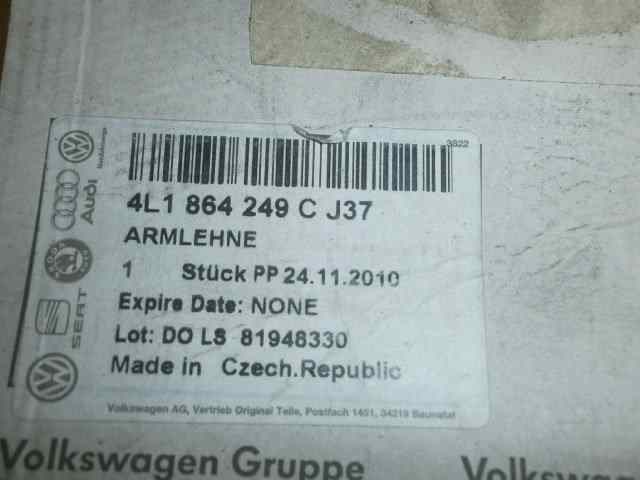 3822
4L1 864 249 C J37
ARMLEHNE
1 Stück PP 24.11.2010
Expire Date: NONE
Lot: DO LS 81948330
Made in Czech.Republic
Volkswagen AG, Vertrieb Original Teile, Postfach 1451, 34219 Baunatal
Audi
SEAT
Volkswagen Gruppe
Volkswagen